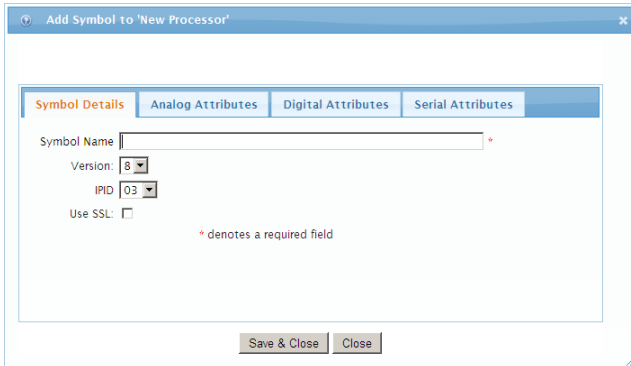 Add Symbol to 'New Processor'
Symbol Details Analog Attributes Digital Attributes Serial Attributes
Symbol Name *
Version: 8
IPID 03
Use SSL:
* denotes a required field
Save & Close Close